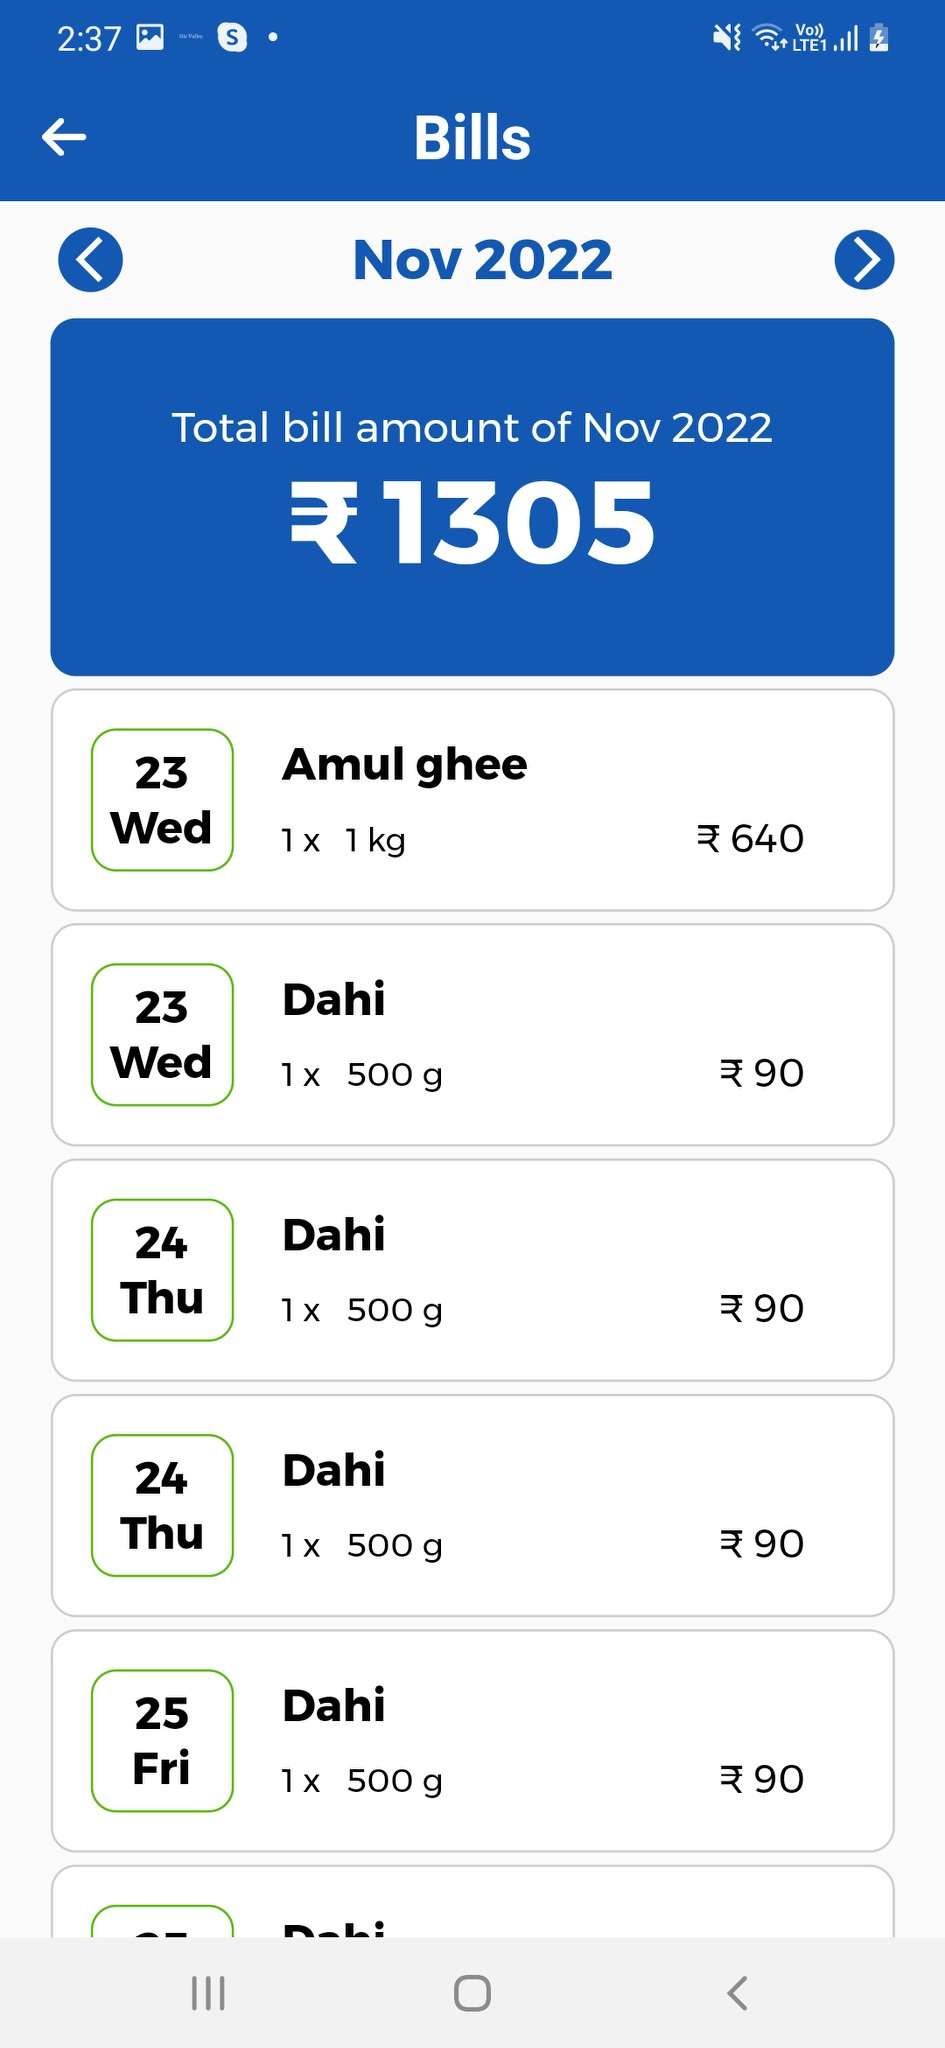 2:37
Vo))
LTE1
Bills
Nov 2022
Total bill amount of Nov 2022
₹ 1305
23
Wed
Amul ghee
1 x 1 kg
₹ 640
23
Wed
Dahi
1 x 500 g
₹ 90
24
Thu
Dahi
1 x 500 g
₹ 90
24
Thu
Dahi
1 x 500 g
₹ 90
25
Fri
Dahi
1 x 500 g
₹ 90
Dahi